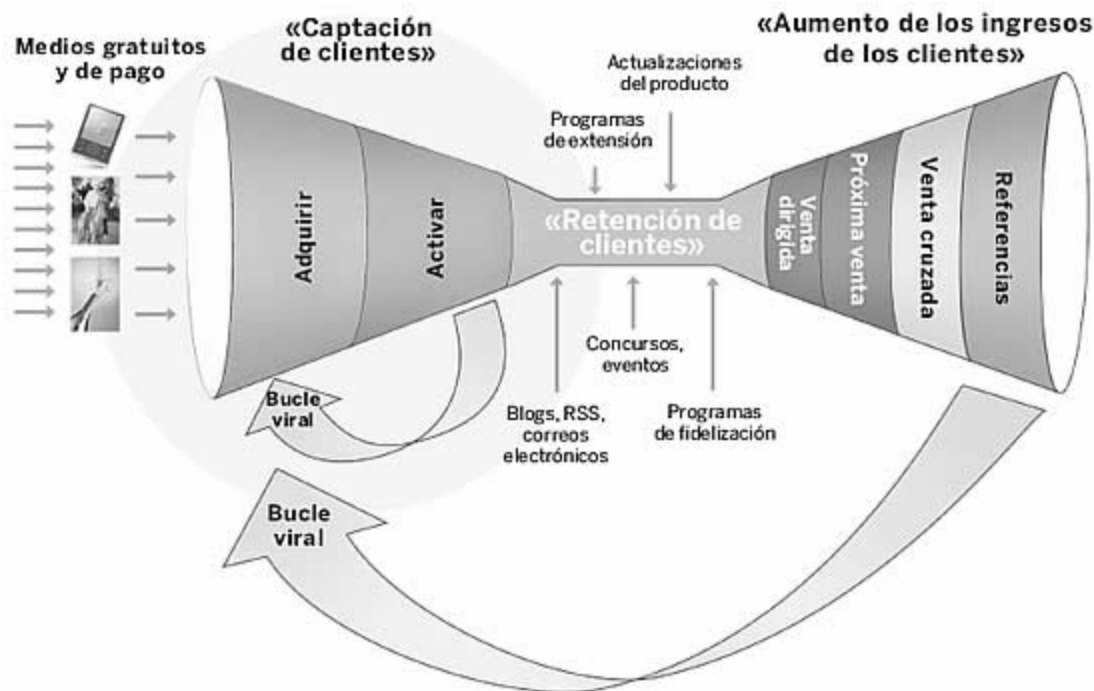 Medios gratuitos
y de pago
«Captación
de clientes»
«Aumento de los ingresos
de los clientes»
Actualizaciones
del producto
Programas
de extensión
Adquirir
Activar
«Retención de
clientes»
Venta
dirigida
Próxima venta
Venta cruzada
Referencias
Concursos,
eventos
Blogs, RSS,
correos
electrónicos
Programas
de fidelización
Bucle
viral
Bucle
viral